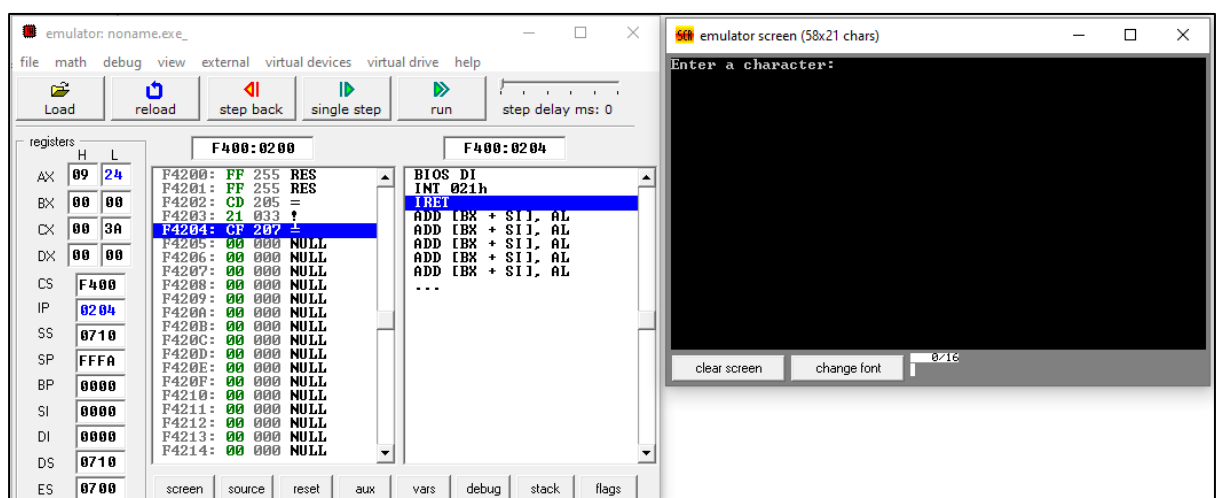 emulator: noname.exe_
file math debug view external virtual devices virtual drive help
Load reload step back single step run step delay ms: 0
registers
H L
AX 09 24
BX 00 00
CX 00 3A
DX 00 00
CS F400
IP 0204
SS 0710
SP FFFA
BP 0000
SI 0000
DI 0000
DS 0710
ES 0700
F400:0200
F4200: FF 255 RES
F4201: FF 255 RES
F4202: CD 205 =
F4203: 21 033 !
F4204: CF 207 ╧
F4205: 00 000 NULL
F4206: 00 000 NULL
F4207: 00 000 NULL
F4208: 00 000 NULL
F4209: 00 000 NULL
F420A: 00 000 NULL
F420B: 00 000 NULL
F420C: 00 000 NULL
F420D: 00 000 NULL
F420E: 00 000 NULL
F420F: 00 000 NULL
F4210: 00 000 NULL
F4211: 00 000 NULL
F4212: 00 000 NULL
F4213: 00 000 NULL
F4214: 00 000 NULL
F400:0204
BIOS DI
INT 021h
IRET
ADD [BX + SI], AL
ADD [BX + SI], AL
ADD [BX + SI], AL
ADD [BX + SI], AL
ADD [BX + SI], AL
...
screen source reset aux vars debug stack flags
SCR emulator screen (58x21 chars)
Enter a character:
clear screen change font 0/16